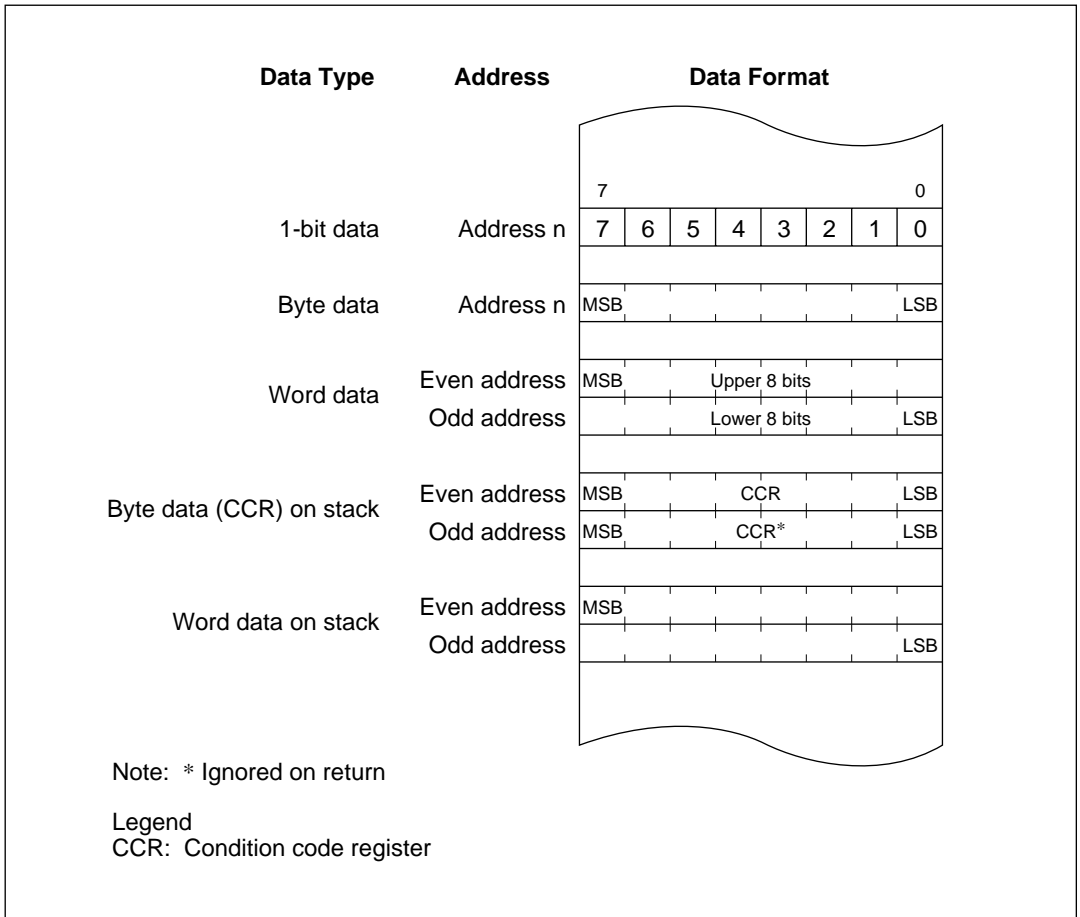 Data Type Address Data Format
7 0
1-bit data Address n 7 6 5 4 3 2 1 0
Byte data Address n MSB LSB
Word data
Even address MSB Upper 8 bits
Odd address Lower 8 bits LSB
Byte data (CCR) on stack
Even address MSB CCR LSB
Odd address MSB CCR* LSB
Word data on stack
Even address MSB
Odd address LSB
Note: * Ignored on return
Legend
CCR: Condition code register